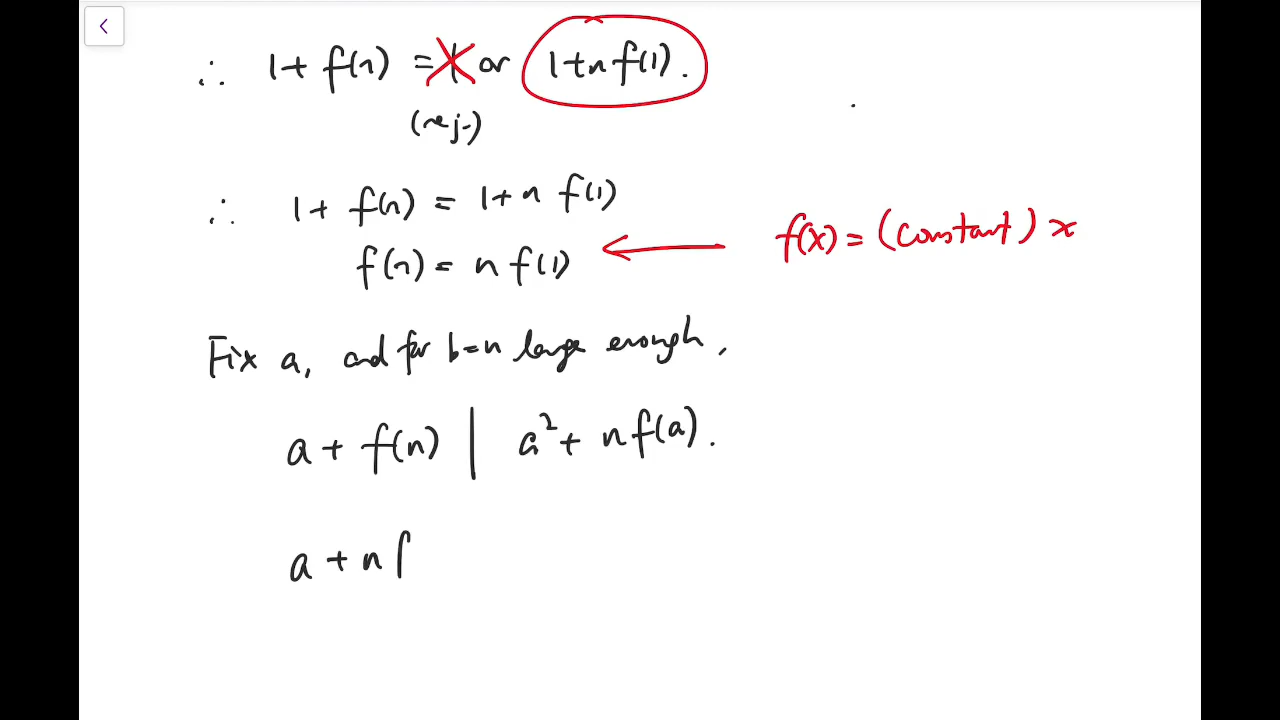 ∴ 1 + f(n) = 1 or 1+n f(1).
(rej.)
∴ 1 + f(n) = 1 + n f(1)
f(n) = n f(1)
f(x) = (constant) x
Fix a, and for b=n large enough,
a + f(n) | a² + n f(a).
a + n f